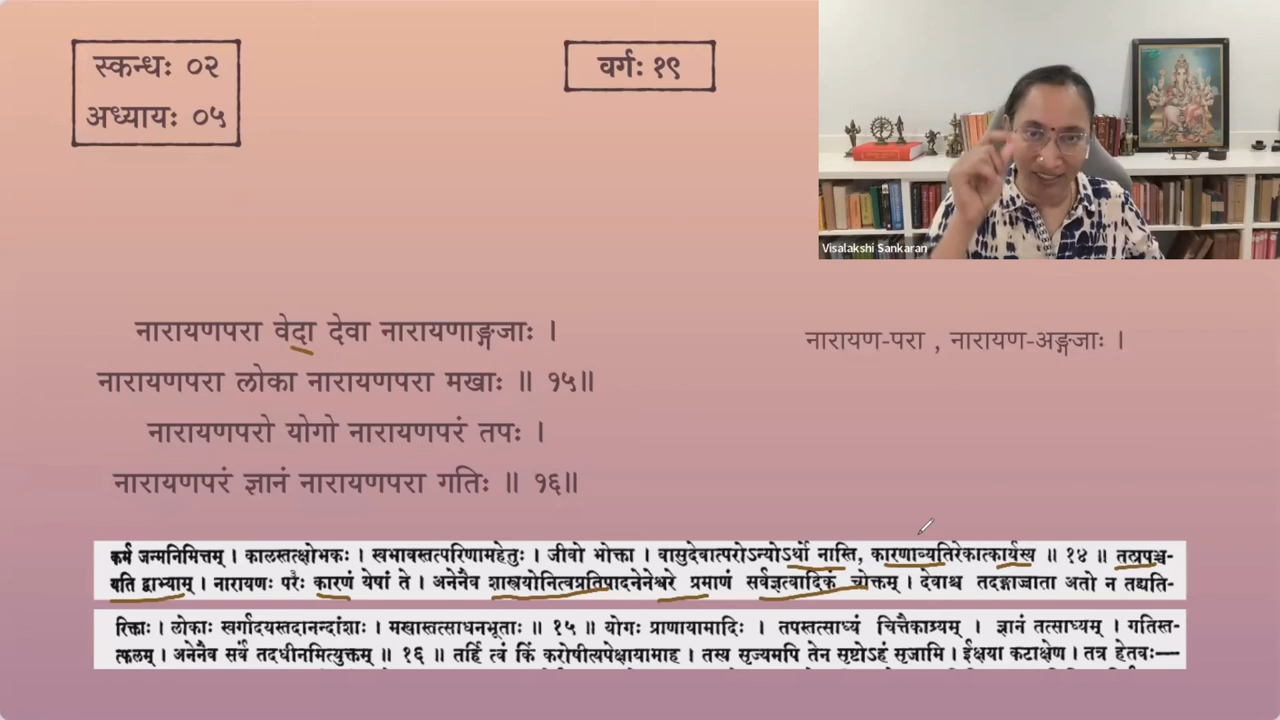 स्कन्धः ०२
अध्यायः ०५
वर्गः १९
Visalakshi Sankaran
नारायणपरा वेदा देवा नारायणाङ्गजाः ।
नारायणपरा लोका नारायणपरा मखाः ॥ १५॥
नारायणपरो योगो नारायणपरं तपः ।
नारायणपरं ज्ञानं नारायणपरा गतिः ॥ १६॥
नारायण-परा , नारायण-अङ्गजाः ।
कर्म जन्मनिमित्तम् । कालस्तत्क्षोभकः । स्वभावस्तत्परिणामहेतुः । जीवो भोक्ता । वासुदेवात्परोऽन्योऽर्थो नास्ति, कारणाव्यतिरेकात्कार्यस्य ॥ १४ ॥ तत्प्रपञ्च-
यति द्वाभ्याम् । नारायणः परः कारणं येषां ते । अनेनैव शास्त्रयोनित्वप्रतिपादनेनेश्वरे प्रमाणं सर्वज्ञत्वादिकं चोक्तम् । देवाश्च तदङ्गाज्जाता अतो न तद्व्यति-
रिक्ताः । लोकाः स्वर्गादयस्तदानन्दांशाः । मखास्तत्साधनभूताः ॥ १५ ॥ योगः प्राणायामादिः । तपस्तत्साध्यं चित्तैकाग्र्यम् । ज्ञानं तत्साध्यम् । गतिस्त-
त्फलम् । अनेनैव सर्वं तदधीनमित्युक्तम् ॥ १६ ॥ तर्हि त्वं किं करोषीत्यपेक्षायामाह । तस्य सृज्यमपि तेन सृष्टोऽहं सृजामि । ईक्षया कटाक्षेण । तत्र हेतवः—